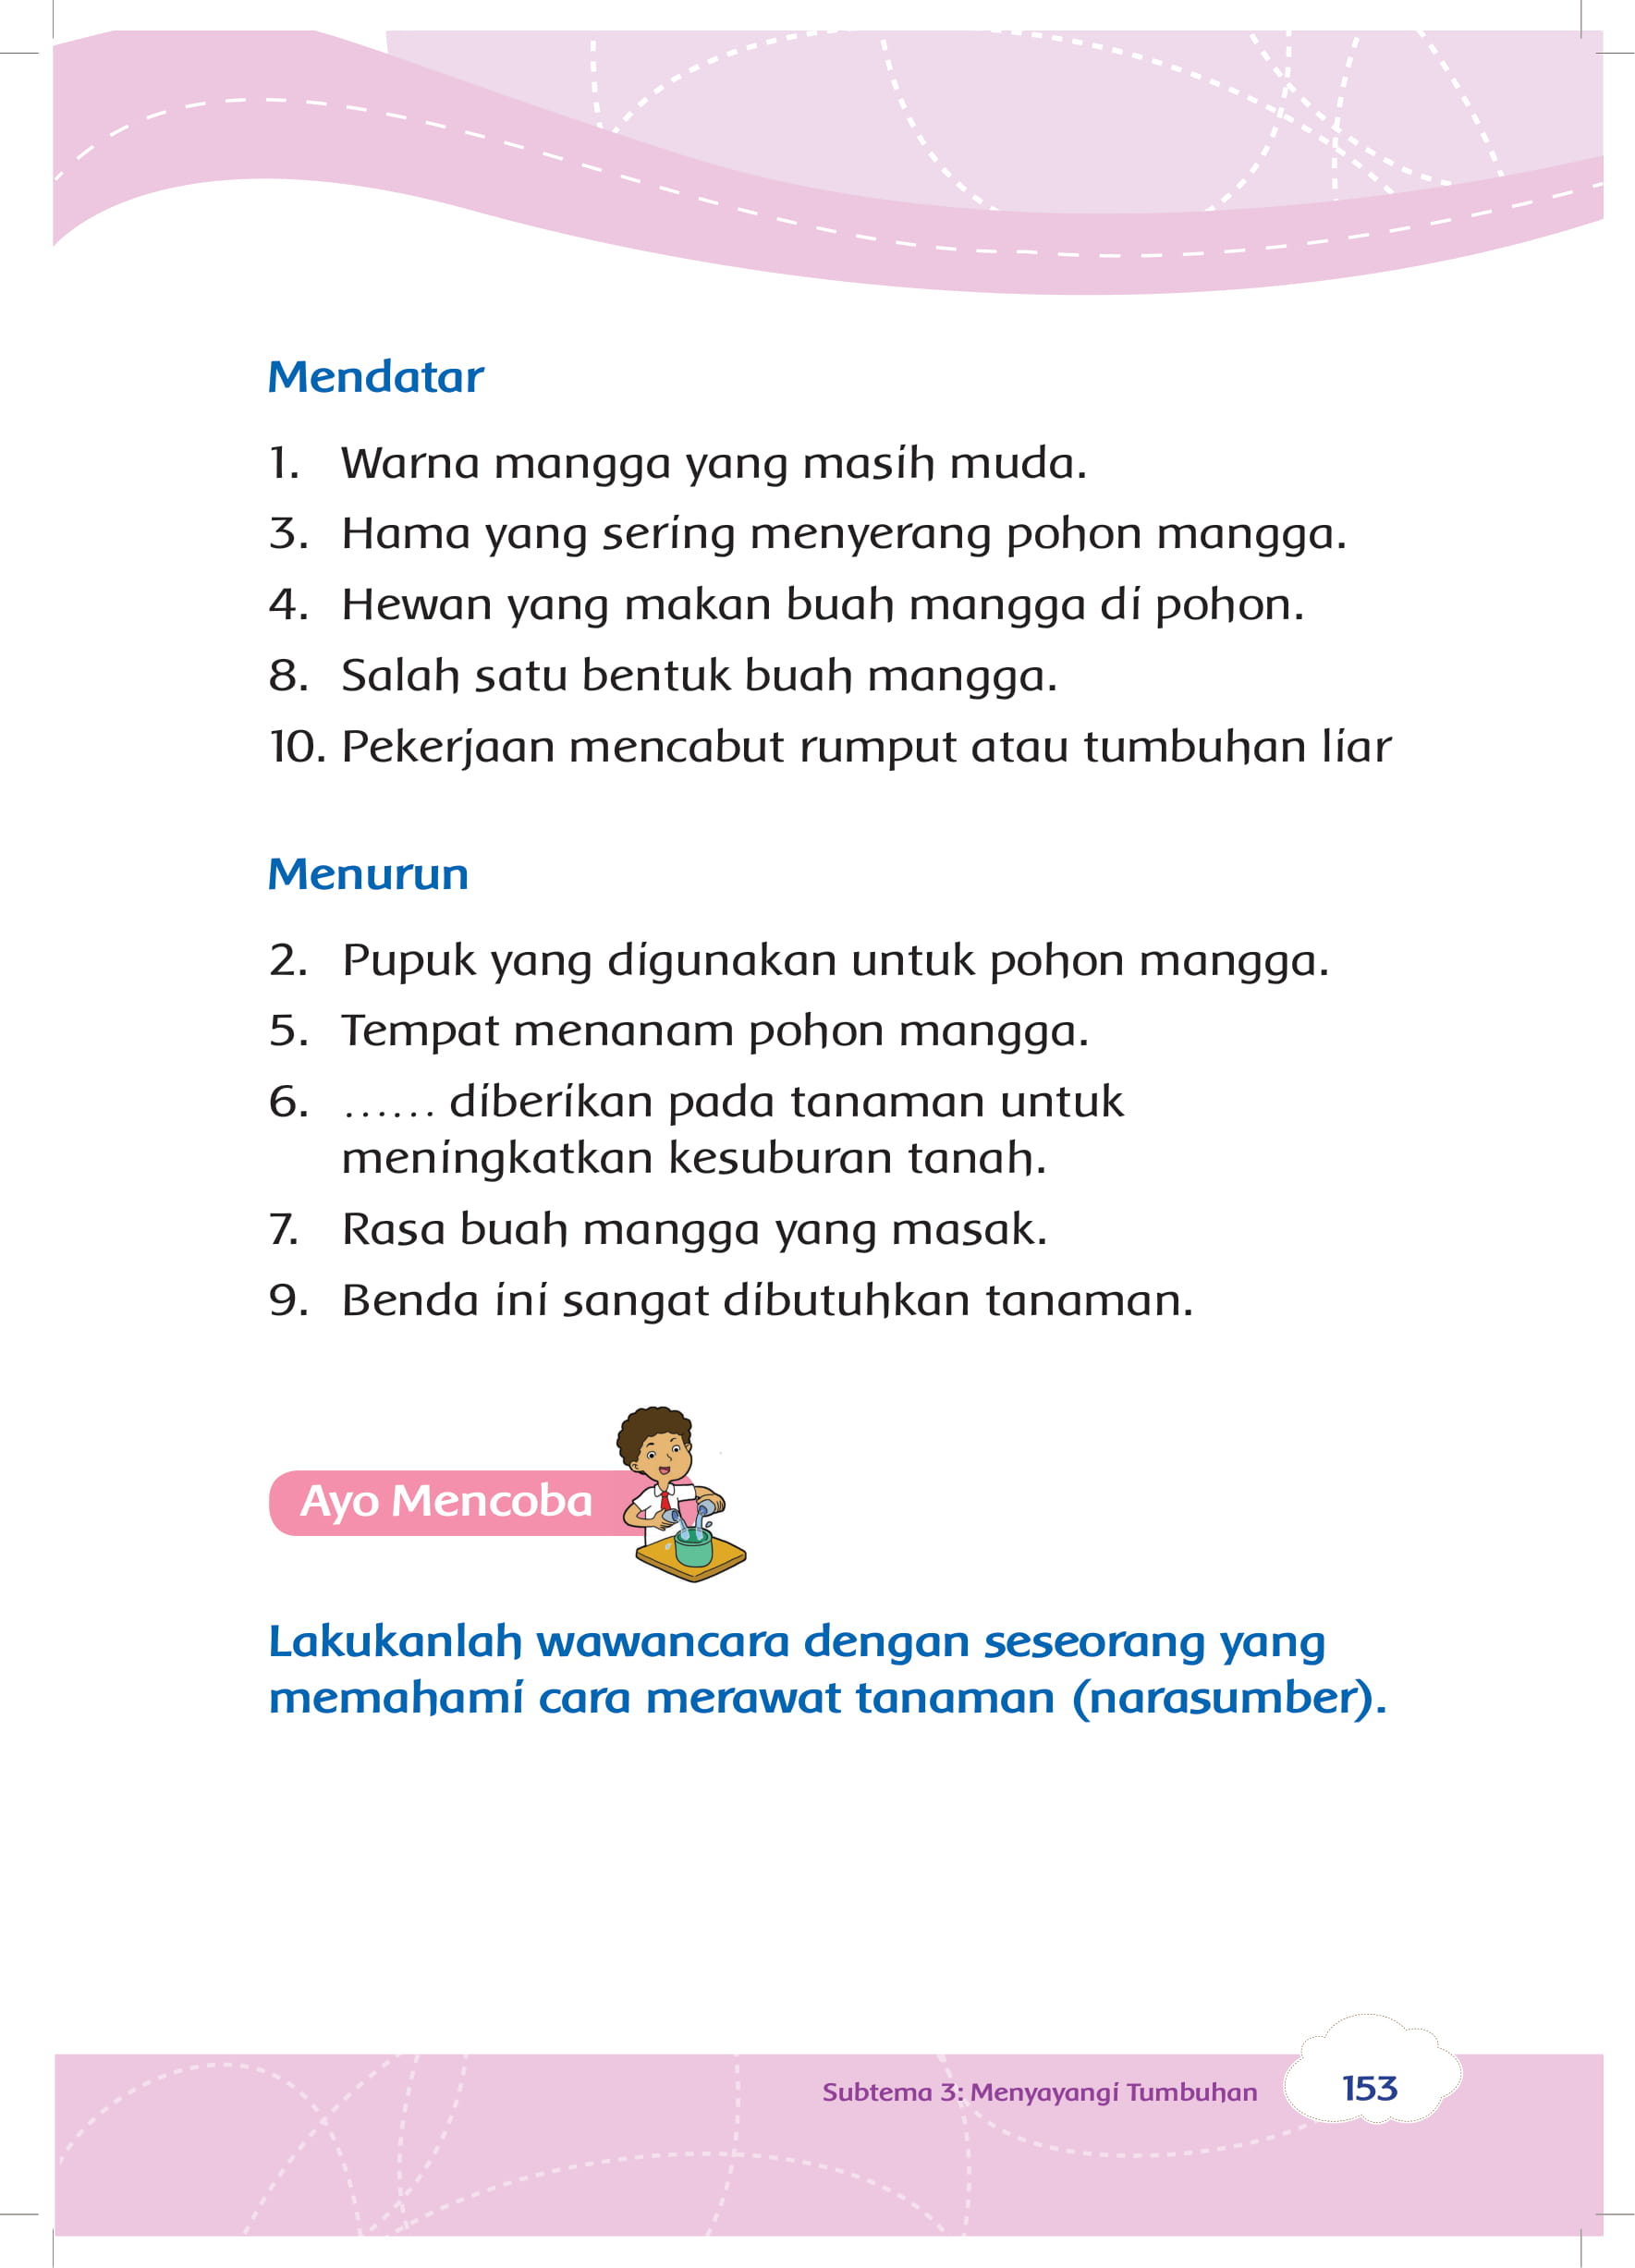 Mendatar
1. Warna mangga yang masih muda.
3. Hama yang sering menyerang pohon mangga.
4. Hewan yang makan buah mangga di pohon.
8. Salah satu bentuk buah mangga.
10. Pekerjaan mencabut rumput atau tumbuhan liar
Menurun
2. Pupuk yang digunakan untuk pohon mangga.
5. Tempat menanam pohon mangga.
6. ...... diberikan pada tanaman untuk
meningkatkan kesuburan tanah.
7. Rasa buah mangga yang masak.
9. Benda ini sangat dibutuhkan tanaman.
Ayo Mencoba
Lakukanlah wawancara dengan seseorang yang
memahami cara merawat tanaman (narasumber).
Subtema 3: Menyayangi Tumbuhan 153